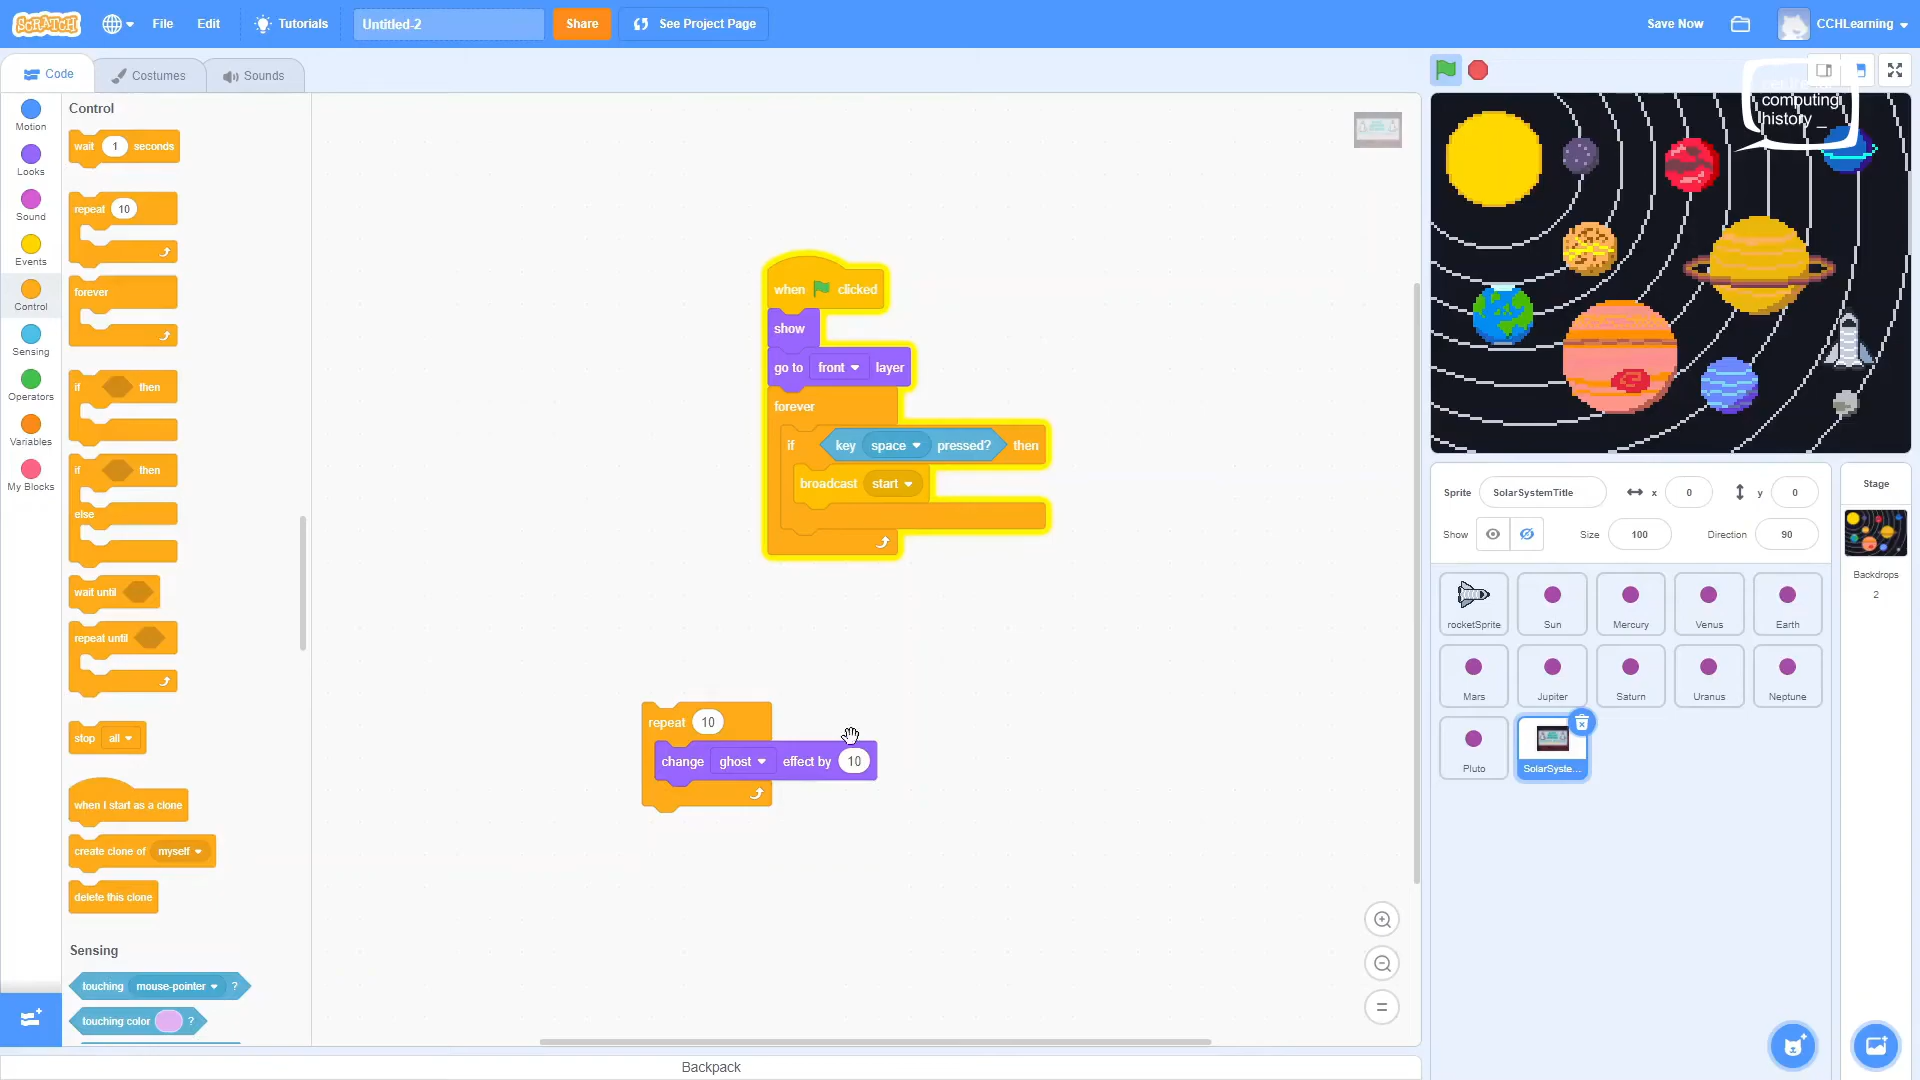 SCRATCH
File
Edit
Tutorials
Untitled-2
Share
See Project Page
Save Now
CCHLearning
Code
Costumes
Sounds
Motion
Looks
Sound
Events
Control
Sensing
Operators
Variables
My Blocks
Control
wait 1 seconds
repeat 10
forever
if then
if then
else
wait until
repeat until
stop all
when I start as a clone
create clone of myself
delete this clone
Sensing
touching mouse-pointer ?
touching color ?
when clicked
show
go to front layer
forever
if key space pressed? then
broadcast start
repeat 10
change ghost effect by 10
Backpack
computing
history _
Sprite SolarSystemTitle x 0 y 0
Show Size 100 Direction 90
rocketSprite
Sun
Mercury
Venus
Earth
Mars
Jupiter
Saturn
Uranus
Neptune
Pluto
SolarSyste...
Stage
Backdrops
2